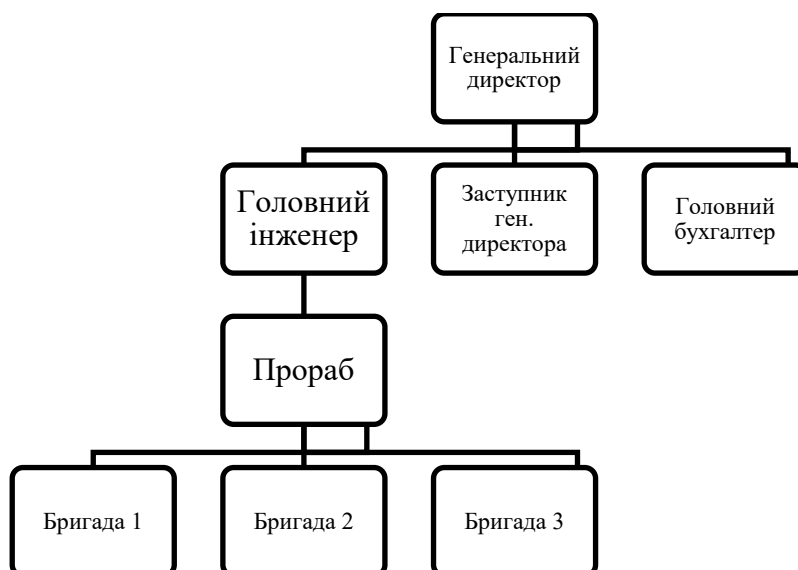 Генеральний
директор
Головний
інженер
Заступник
ген.
директора
Головний
бухгалтер
Прораб
Бригада 1
Бригада 2
Бригада 3